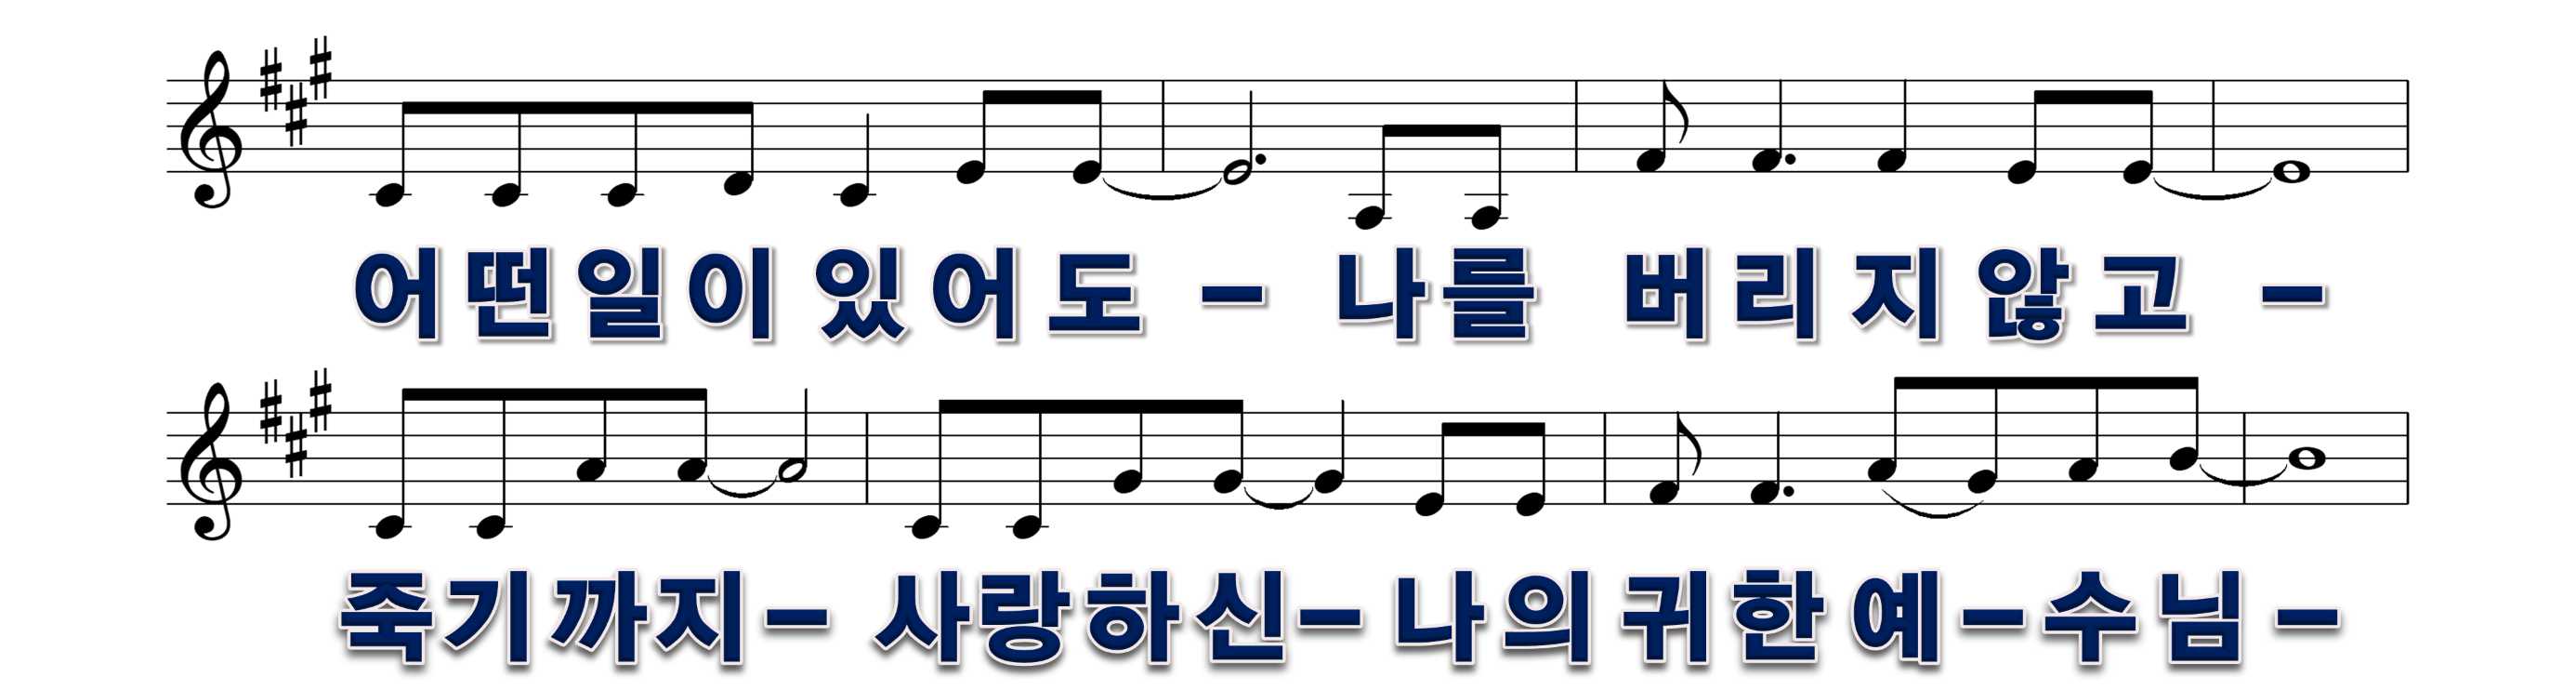 어떤일이 있어도 - 나를 버리지않고 -
죽기까지- 사랑하신- 나의귀한예-수님-